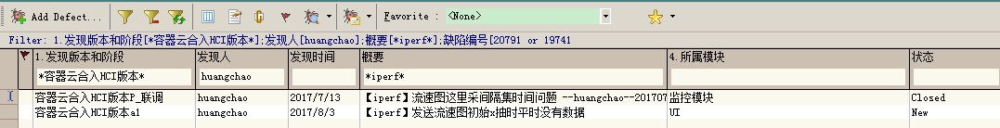 Add Defect... Favorite : <None>
Filter: 1.发现版本和阶段[*容器云合入HCI版本*];发现人[huangchao];概要[*iperf*];缺陷编号[20791 or 19741
1.发现版本和阶段 发现人 发现时间 概要 4.所属模块 状态
*容器云合入HCI版本* huangchao *iperf*
容器云合入HCI版本P_联调 huangchao 2017/7/13 【iperf】流速图这里采间隔集时间问题 --huangchao--201707 监控模块 Closed
容器云合入HCI版本a1 huangchao 2017/8/3 【iperf】发送流速图初始x抽时平时没有数据 UI New